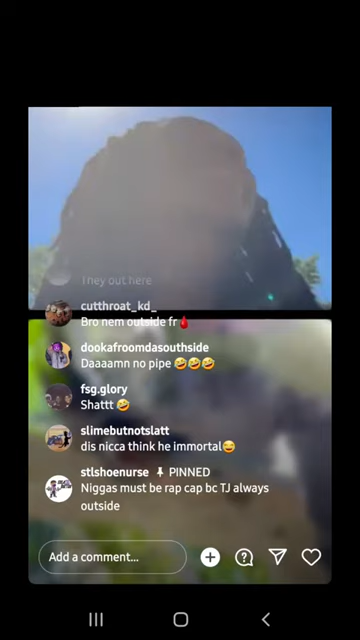 They out here
cutthroat_kd_
Bro nem outside fr🩸
dookafroomdasouthside
Daaaamn no pipe 🤣🤣🤣
fsg.glory
Shattt 🤣
slimebutnotslatt
dis nicca think he immortal😂
stlshoenurse 📌 PINNED
Niggas must be rap cap bc TJ always
outside
Add a comment...